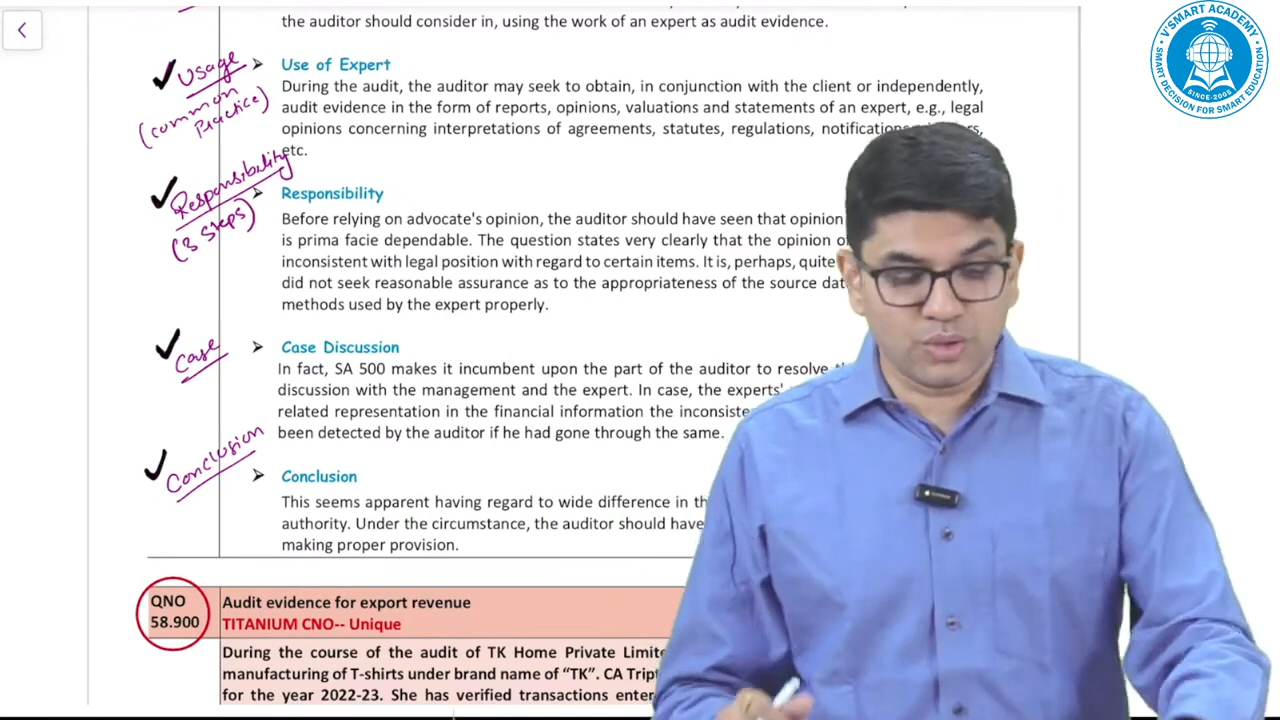 the auditor should consider in, using the work of an expert as audit evidence.
Usage
(common Practice)
Use of Expert
During the audit, the auditor may seek to obtain, in conjunction with the client or independently,
audit evidence in the form of reports, opinions, valuations and statements of an expert, e.g., legal
opinions concerning interpretations of agreements, statutes, regulations,
etc.
Responsibility
(3 steps)
Responsibility
Before relying on advocate's opinion, the auditor should have seen that opinion
is prima facie dependable. The question states very clearly that the opinion
inconsistent with legal position with regard to certain items. It is, perhaps, quite
did not seek reasonable assurance as to the appropriateness of the source
methods used by the expert properly.
Case
Case Discussion
In fact, SA 500 makes it incumbent upon the part of the auditor to resolve
discussion with the management and the expert. In case, the experts'
related representation in the financial information the
been detected by the auditor if he had gone through the same.
Conclusion
Conclusion
This seems apparent having regard to wide difference in
authority. Under the circumstance, the auditor should have
making proper provision.
QNO
58.900
Audit evidence for export revenue
TITANIUM CNO-- Unique
During the course of the audit of TK Home Private
manufacturing of T-shirts under brand name of “TK”. CA
for the year 2022-23. She has verified transactions
V'SMART ACADEMY
SINCE-2005
SMART DECISION FOR SMART EDUCATION